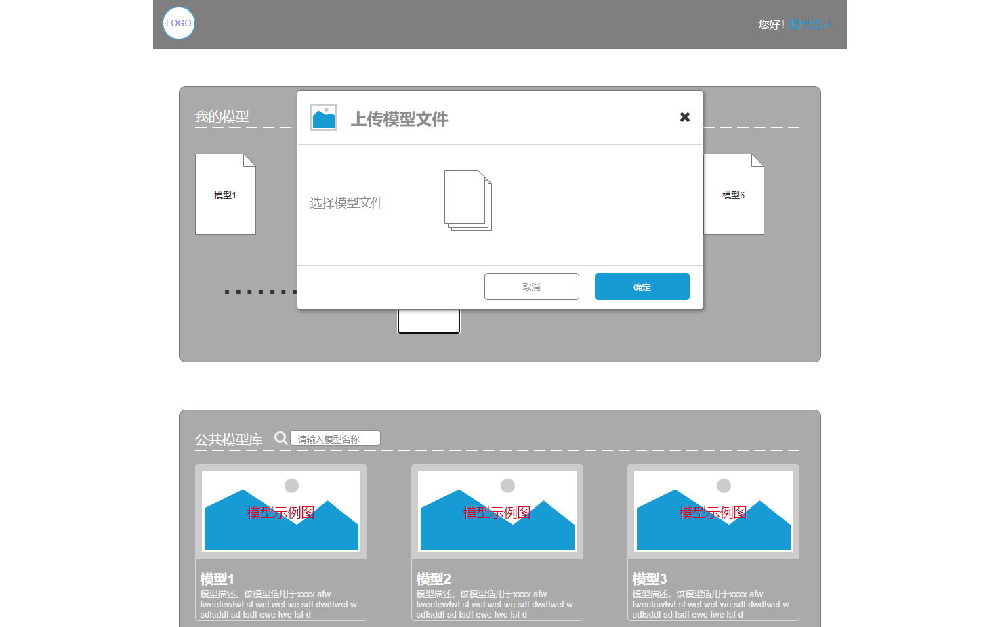 LOGO
您好！退出登录
我的模型
上传模型文件
模型1
选择模型文件
模型6
取消
确定
公共模型库
请输入模型名称
模型示例图
模型示例图
模型示例图
模型1
模型描述，该模型适用于xxxx afw
fweefewfwf sf wef wef we sdf dwdfwef w
sdfsddf sd fsdf ewe fwe fsf d
模型2
模型描述，该模型适用于xxxx afw
fweefewfwf sf wef wef we sdf dwdfwef w
sdfsddf sd fsdf ewe fwe fsf d
模型3
模型描述，该模型适用于xxxx afw
fweefewfwf sf wef wef we sdf dwdfwef w
sdfsddf sd fsdf ewe fwe fsf d